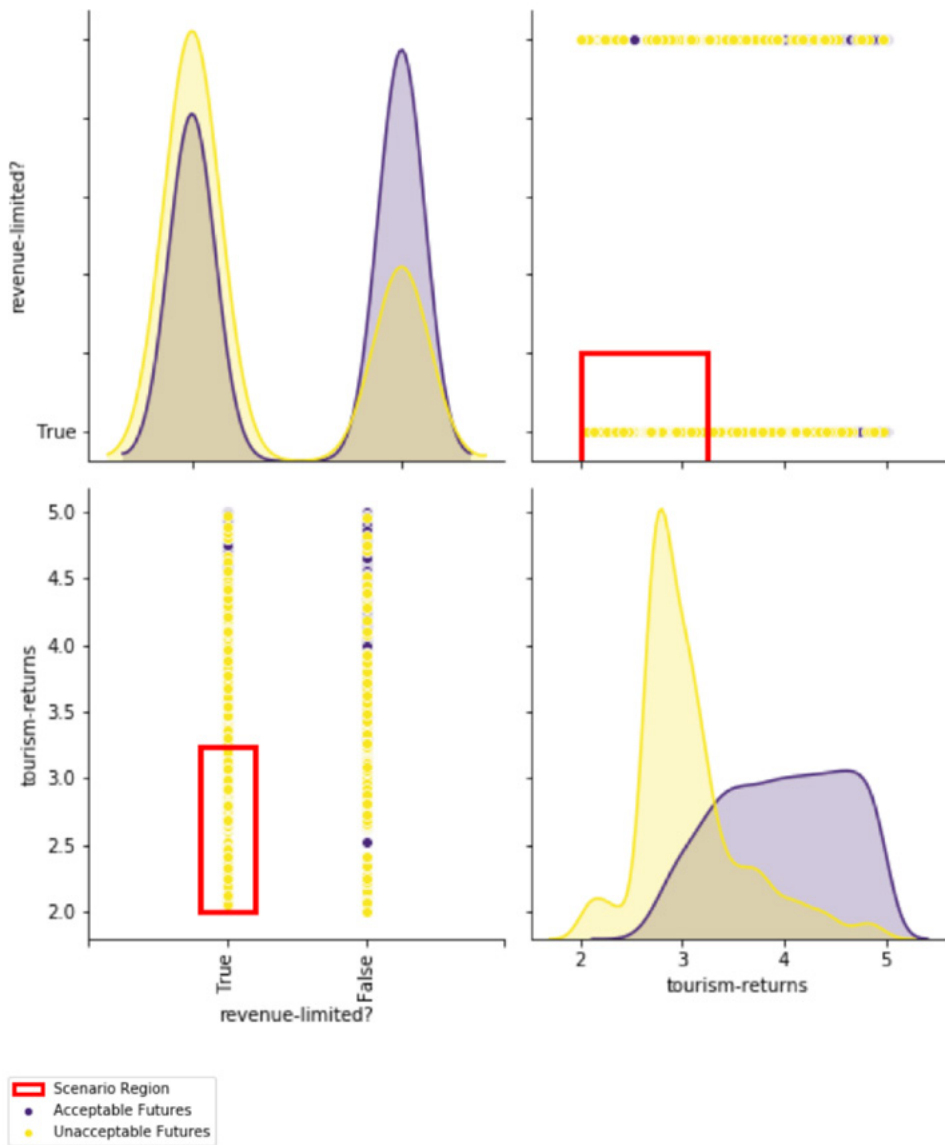 revenue-limited?
True
tourism-returns
5.0
4.5
4.0
3.5
3.0
2.5
2.0
True
False
revenue-limited?
2
3
4
5
tourism-returns
Scenario Region
Acceptable Futures
Unacceptable Futures